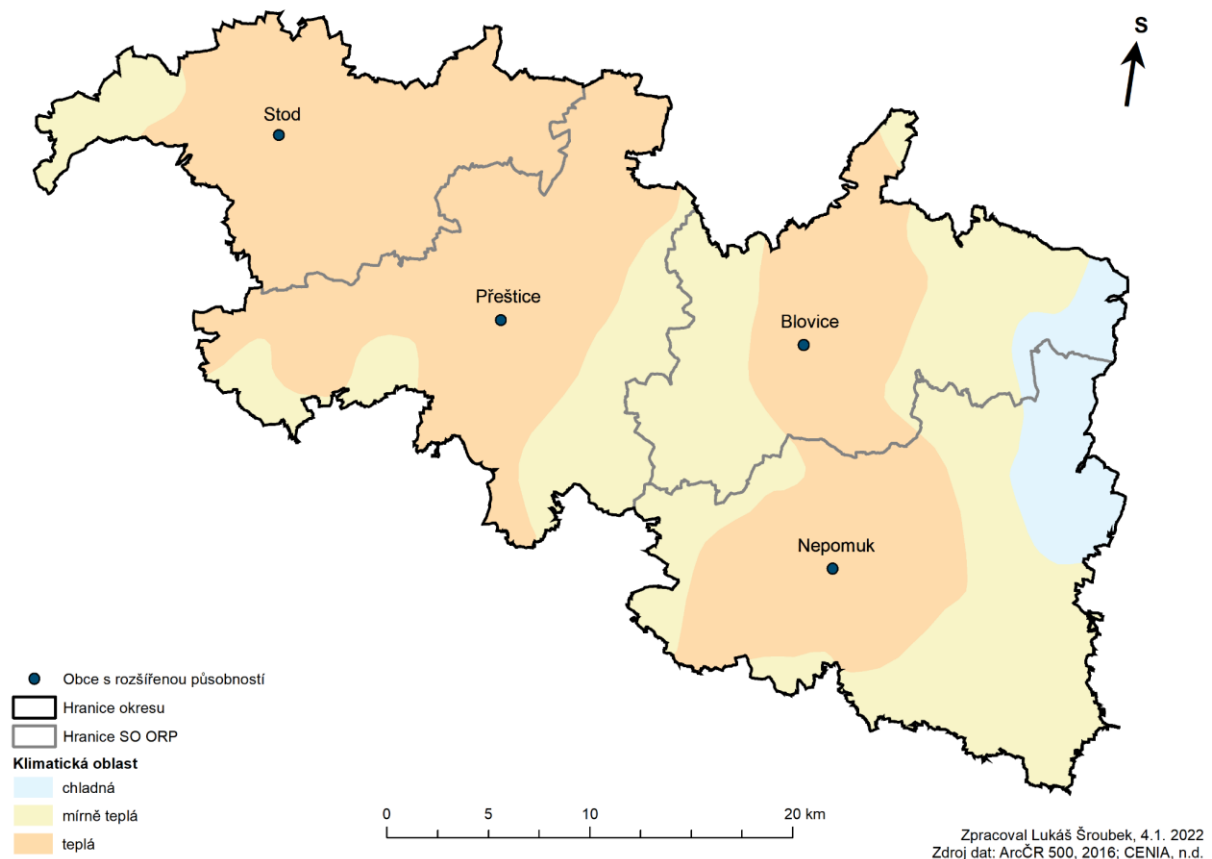 S
Stod
Přeštice
Blovice
Nepomuk
Obce s rozšířenou působností
Hranice okresu
Hranice SO ORP
Klimatická oblast
chladná
mírně teplá
teplá
0 5 10 20 km
Zpracoval Lukáš Šroubek, 4.1. 2022
Zdroj dat: ArcČR 500, 2016; CENIA, n.d.